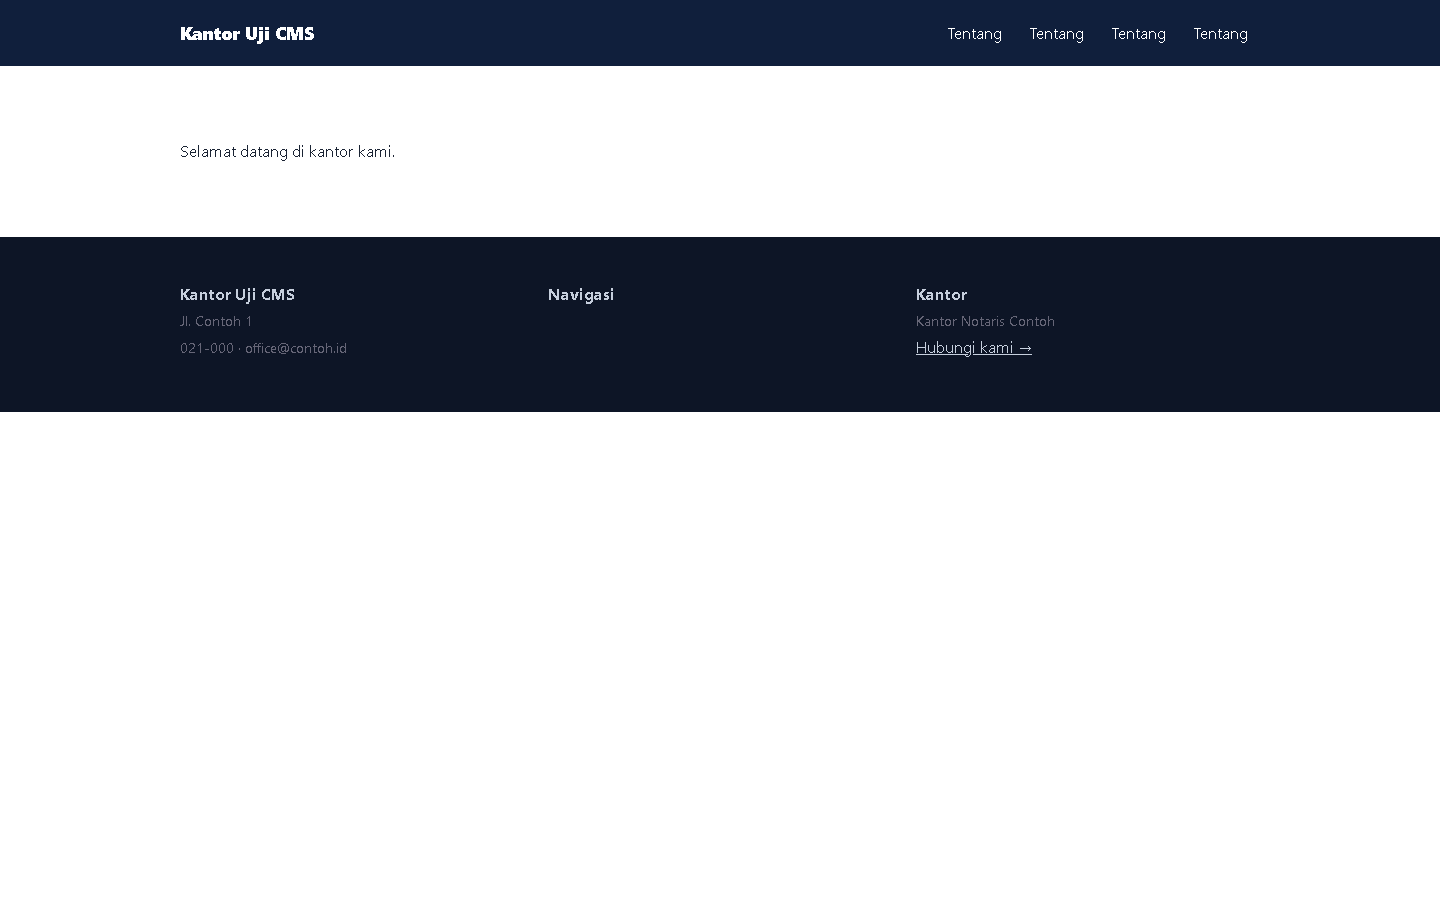 Kantor Uji CMS
Tentang Tentang Tentang Tentang
Selamat datang di kantor kami.
Kantor Uji CMS
Jl. Contoh 1
021-000 · office@contoh.id
Navigasi
Kantor
Kantor Notaris Contoh
Hubungi kami →